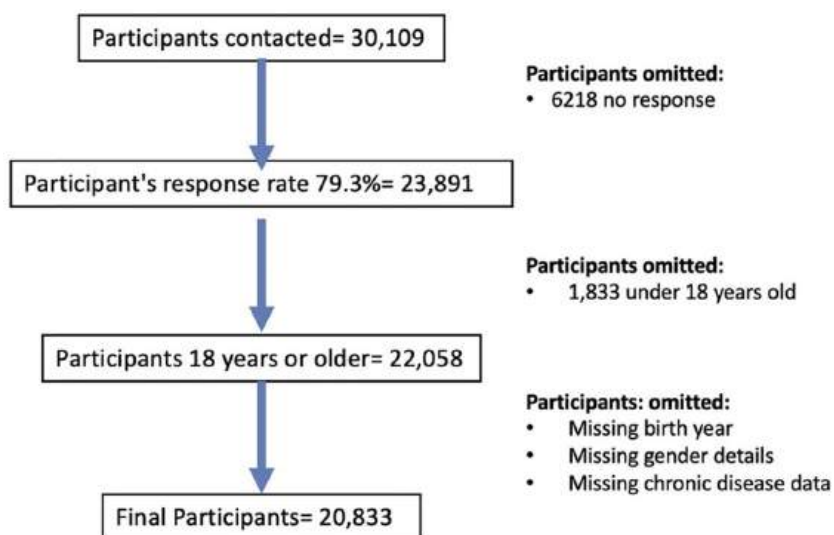 Participants contacted= 30,109
Participants omitted:
• 6218 no response
Participant's response rate 79.3%= 23,891
Participants omitted:
• 1,833 under 18 years old
Participants 18 years or older= 22,058
Participants: omitted:
• Missing birth year
• Missing gender details
• Missing chronic disease data
Final Participants= 20,833